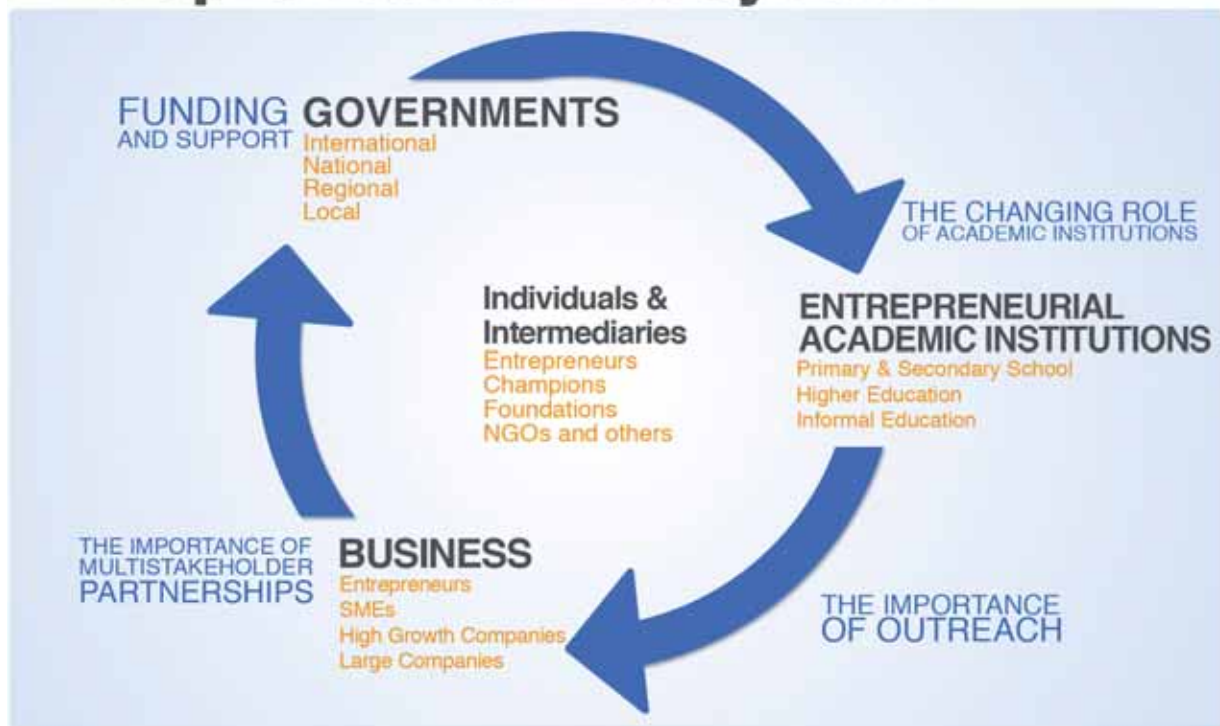 FUNDING
AND SUPPORT
GOVERNMENTS
International
National
Regional
Local
THE CHANGING ROLE
OF ACADEMIC INSTITUTIONS
Individuals &
Intermediaries
Entrepreneurs
Champions
Foundations
NGOs and others
ENTREPRENEURIAL
ACADEMIC INSTITUTIONS
Primary & Secondary School
Higher Education
Informal Education
THE IMPORTANCE OF
MULTISTAKEHOLDER
PARTNERSHIPS
BUSINESS
Entrepreneurs
SMEs
High Growth Companies
Large Companies
THE IMPORTANCE
OF OUTREACH